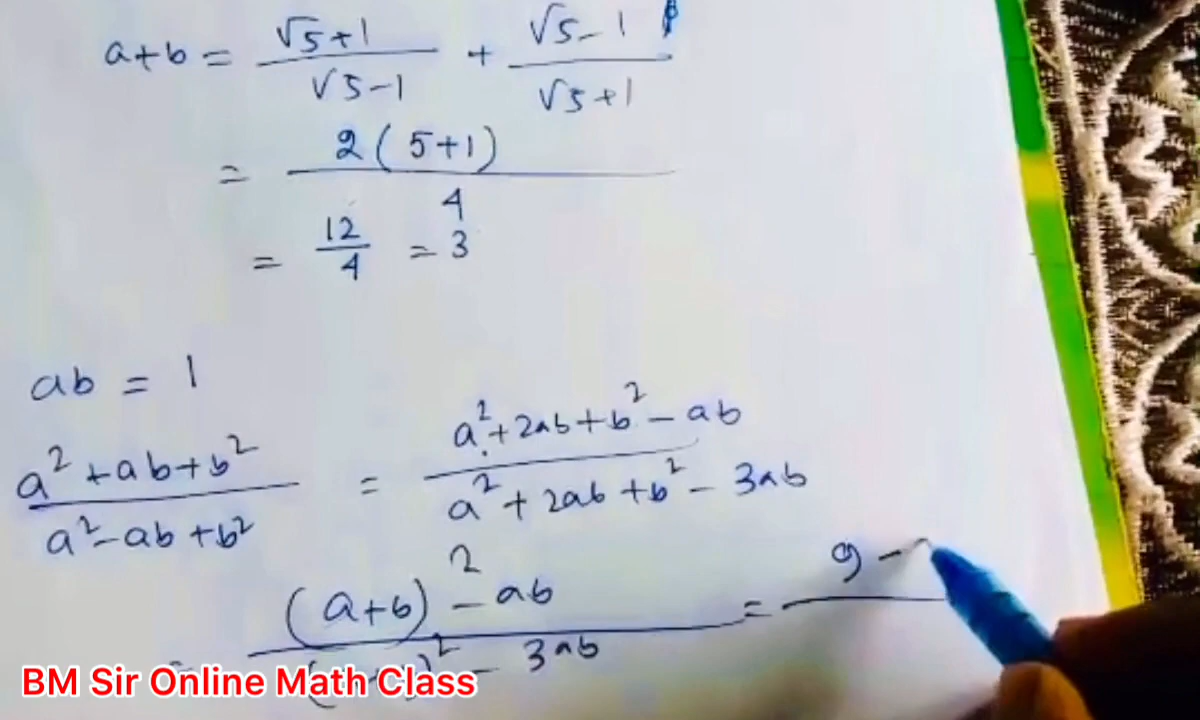 a+b = (√5+1)/(√5-1) + (√5-1)/(√5+1)
= 2(5+1)/4
= 12/4 = 3
ab = 1
(a²+ab+b²)/(a²-ab+b²) = (a²+2ab+b²-ab)/(a²+2ab+b²-3ab)
= ((a+b)²-ab)/( )²-3ab = 9-
BM Sir Online Math Class